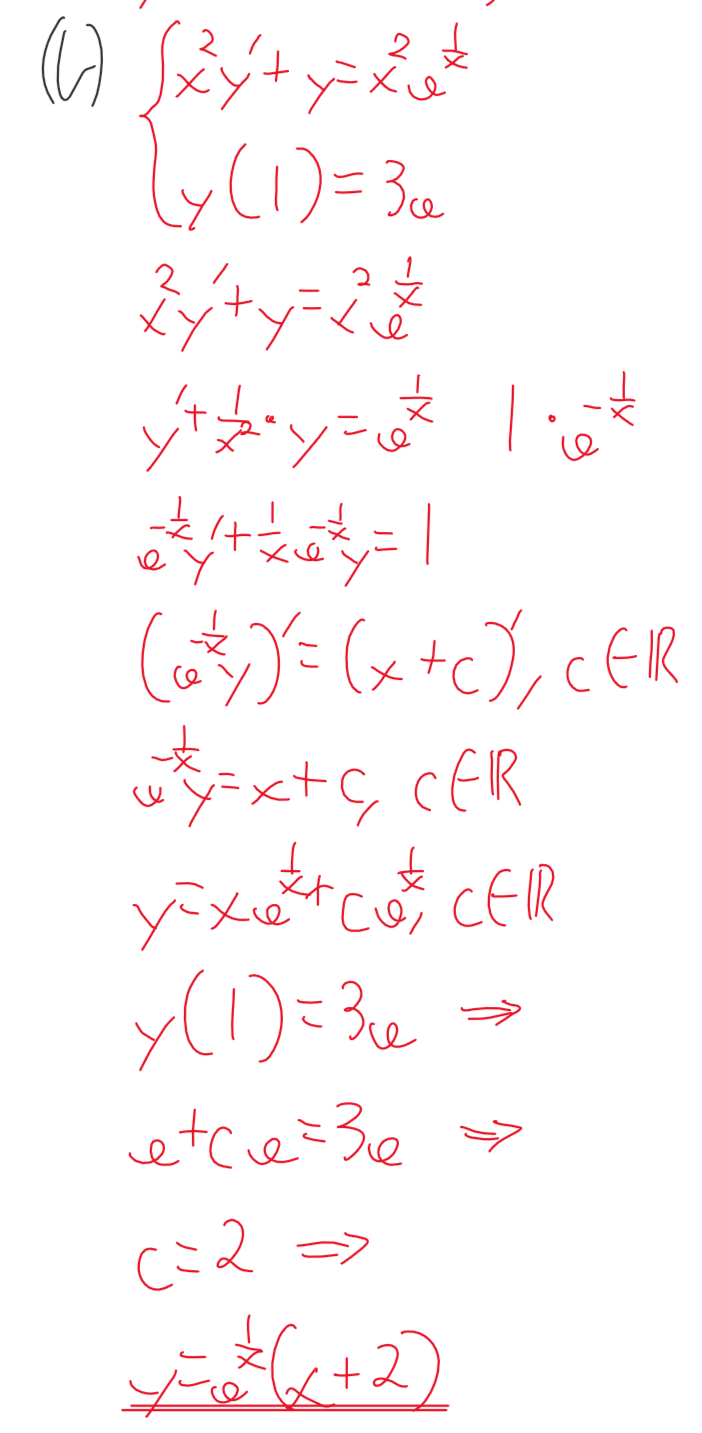 (L) { x²y' + y = x²e^(1/x)
y(1) = 3e
x²y' + y = x²e^(1/x)
y' + 1/x² · y = e^(1/x) | · e^(-1/x)
e^(-1/x) y' + 1/x e^(-1/x) y = 1
(e^(-1/x) y)' = (x + c)', c ∈ ℝ
e^(-1/x) y = x + c, c ∈ ℝ
y = xe^(1/x) + ce^(1/x), c ∈ ℝ
y(1) = 3e ⇒
e + ce = 3e ⇒
c = 2 ⇒
y = e^(1/x) (x + 2)